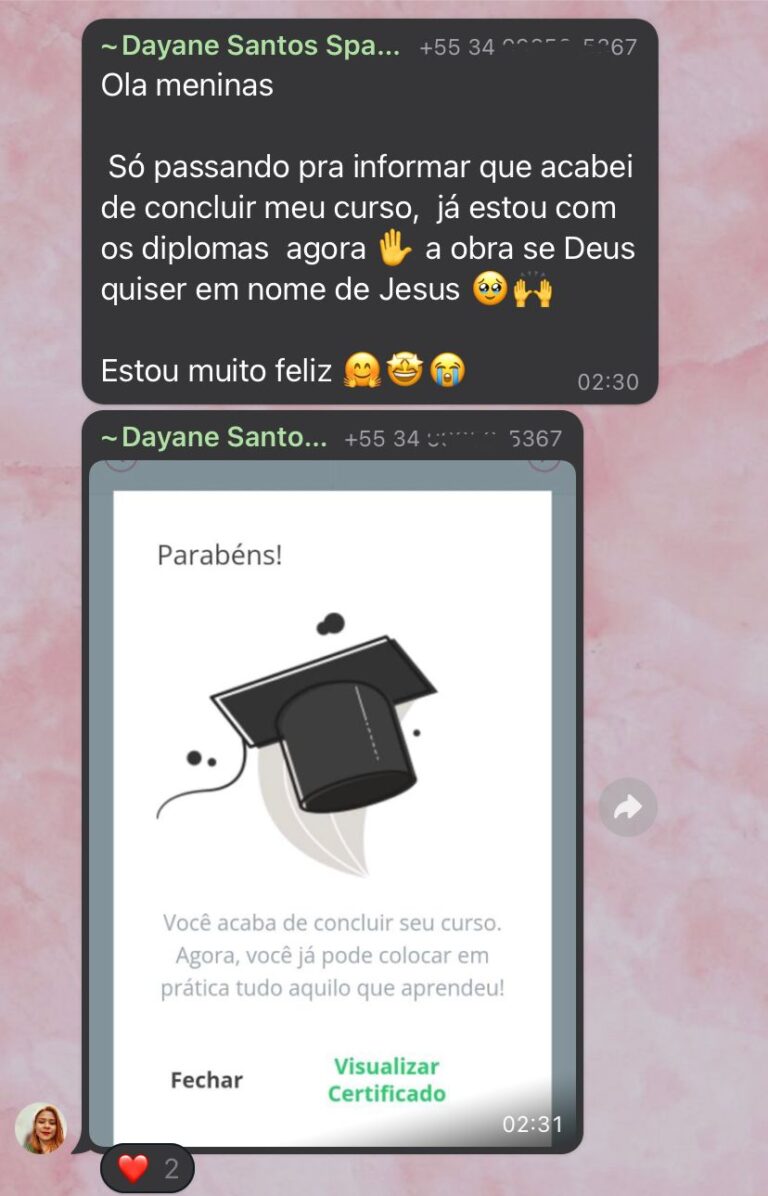 ~Dayane Santos Spa... +55 34 5367
Ola meninas
Só passando pra informar que acabei
de concluir meu curso, já estou com
os diplomas agora ✋ a obra se Deus
quiser em nome de Jesus 🥹🙌
Estou muito feliz 🤗🤩😭
02:30
~Dayane Santo... +55 34 5367
Parabéns!
Você acaba de concluir seu curso.
Agora, você já pode colocar em
prática tudo aquilo que aprendeu!
Fechar
Visualizar
Certificado
02:31
❤️ 2